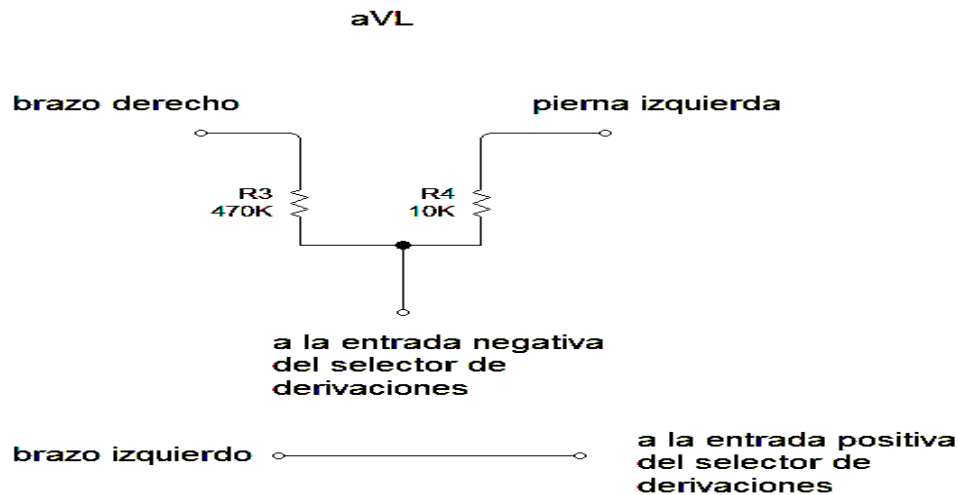 aVL
brazo derecho
pierna izquierda
R3
470K
R4
10K
a la entrada negativa
del selector de
derivaciones
brazo izquierdo
a la entrada positiva
del selector de
derivaciones